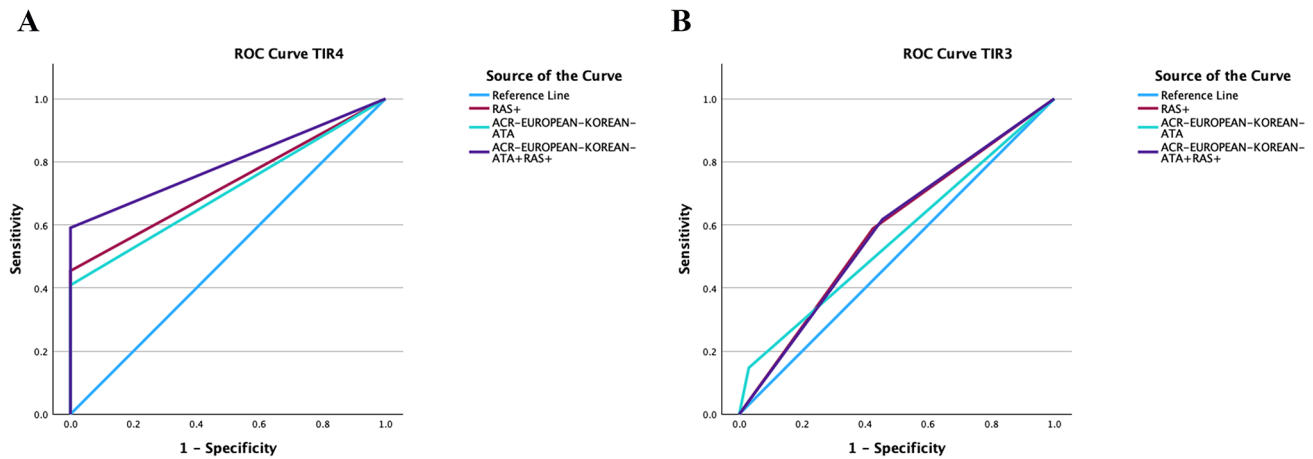 A
ROC Curve TIR4
Source of the Curve
Reference Line
RAS+
ACR-EUROPEAN-KOREAN-
ATA
ACR-EUROPEAN-KOREAN-
ATA+RAS+
Sensitivity
1.0
0.8
0.6
0.4
0.2
0.0
0.0 0.2 0.4 0.6 0.8 1.0
1 - Specificity
B
ROC Curve TIR3
Source of the Curve
Reference Line
RAS+
ACR-EUROPEAN-KOREAN-
ATA
ACR-EUROPEAN-KOREAN-
ATA+RAS+
Sensitivity
1.0
0.8
0.6
0.4
0.2
0.0
0.0 0.2 0.4 0.6 0.8 1.0
1 - Specificity